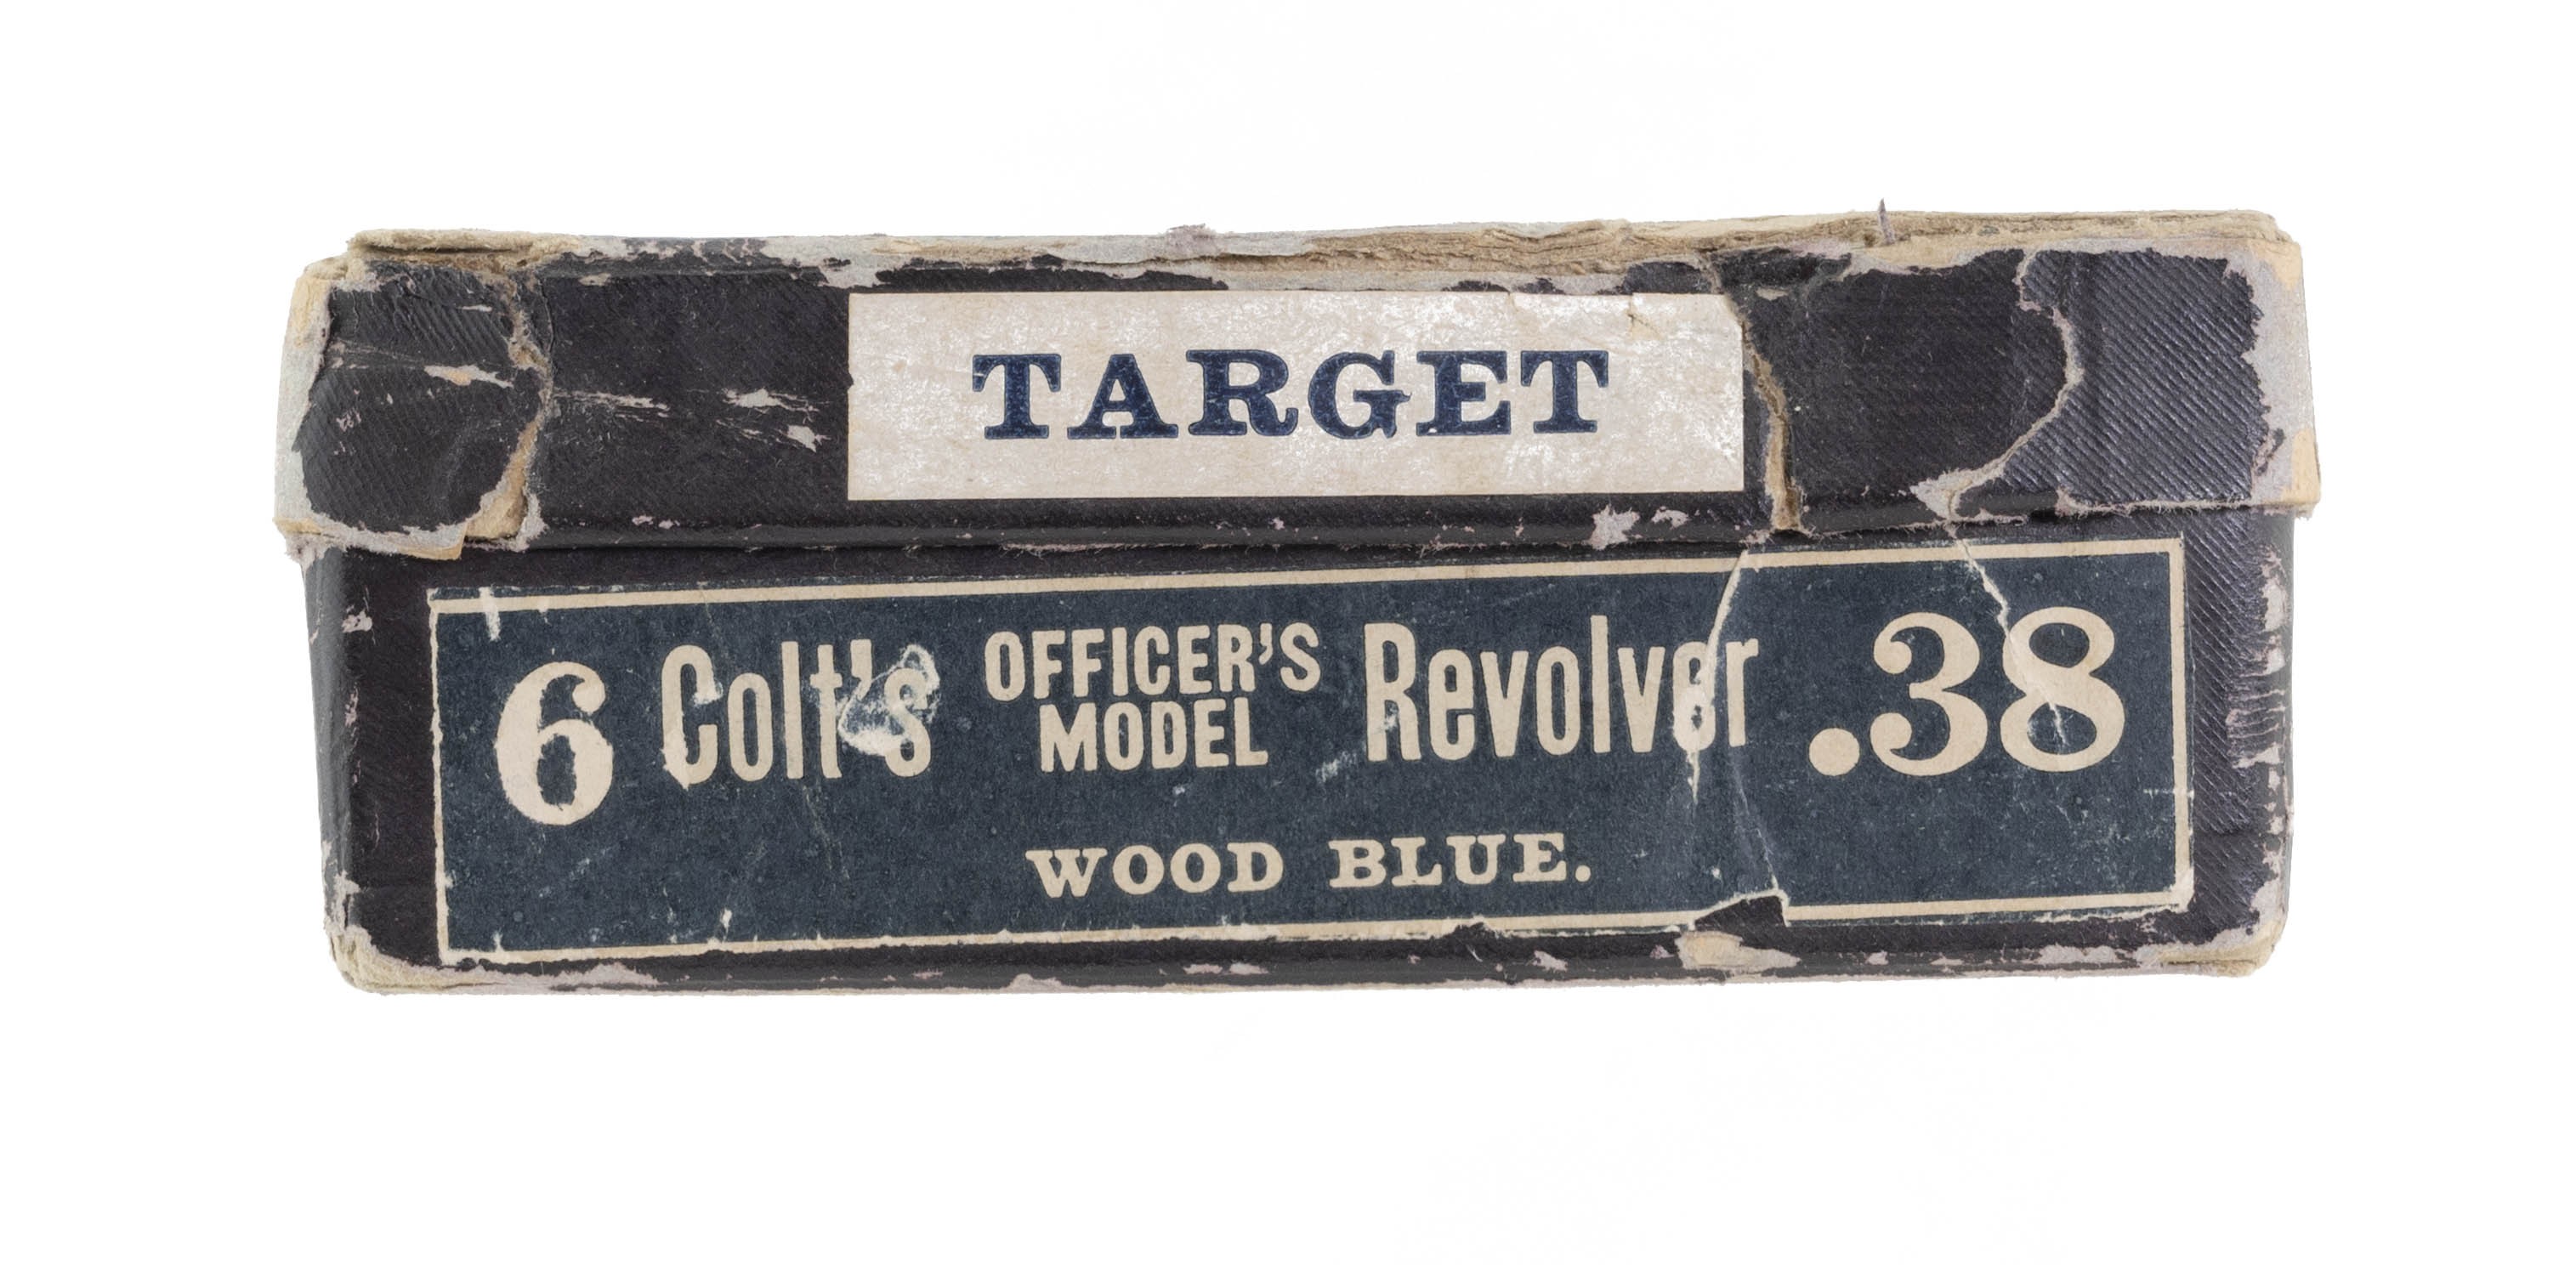 TARGET
6 Colt's OFFICER'S MODEL Revolver .38
WOOD BLUE.